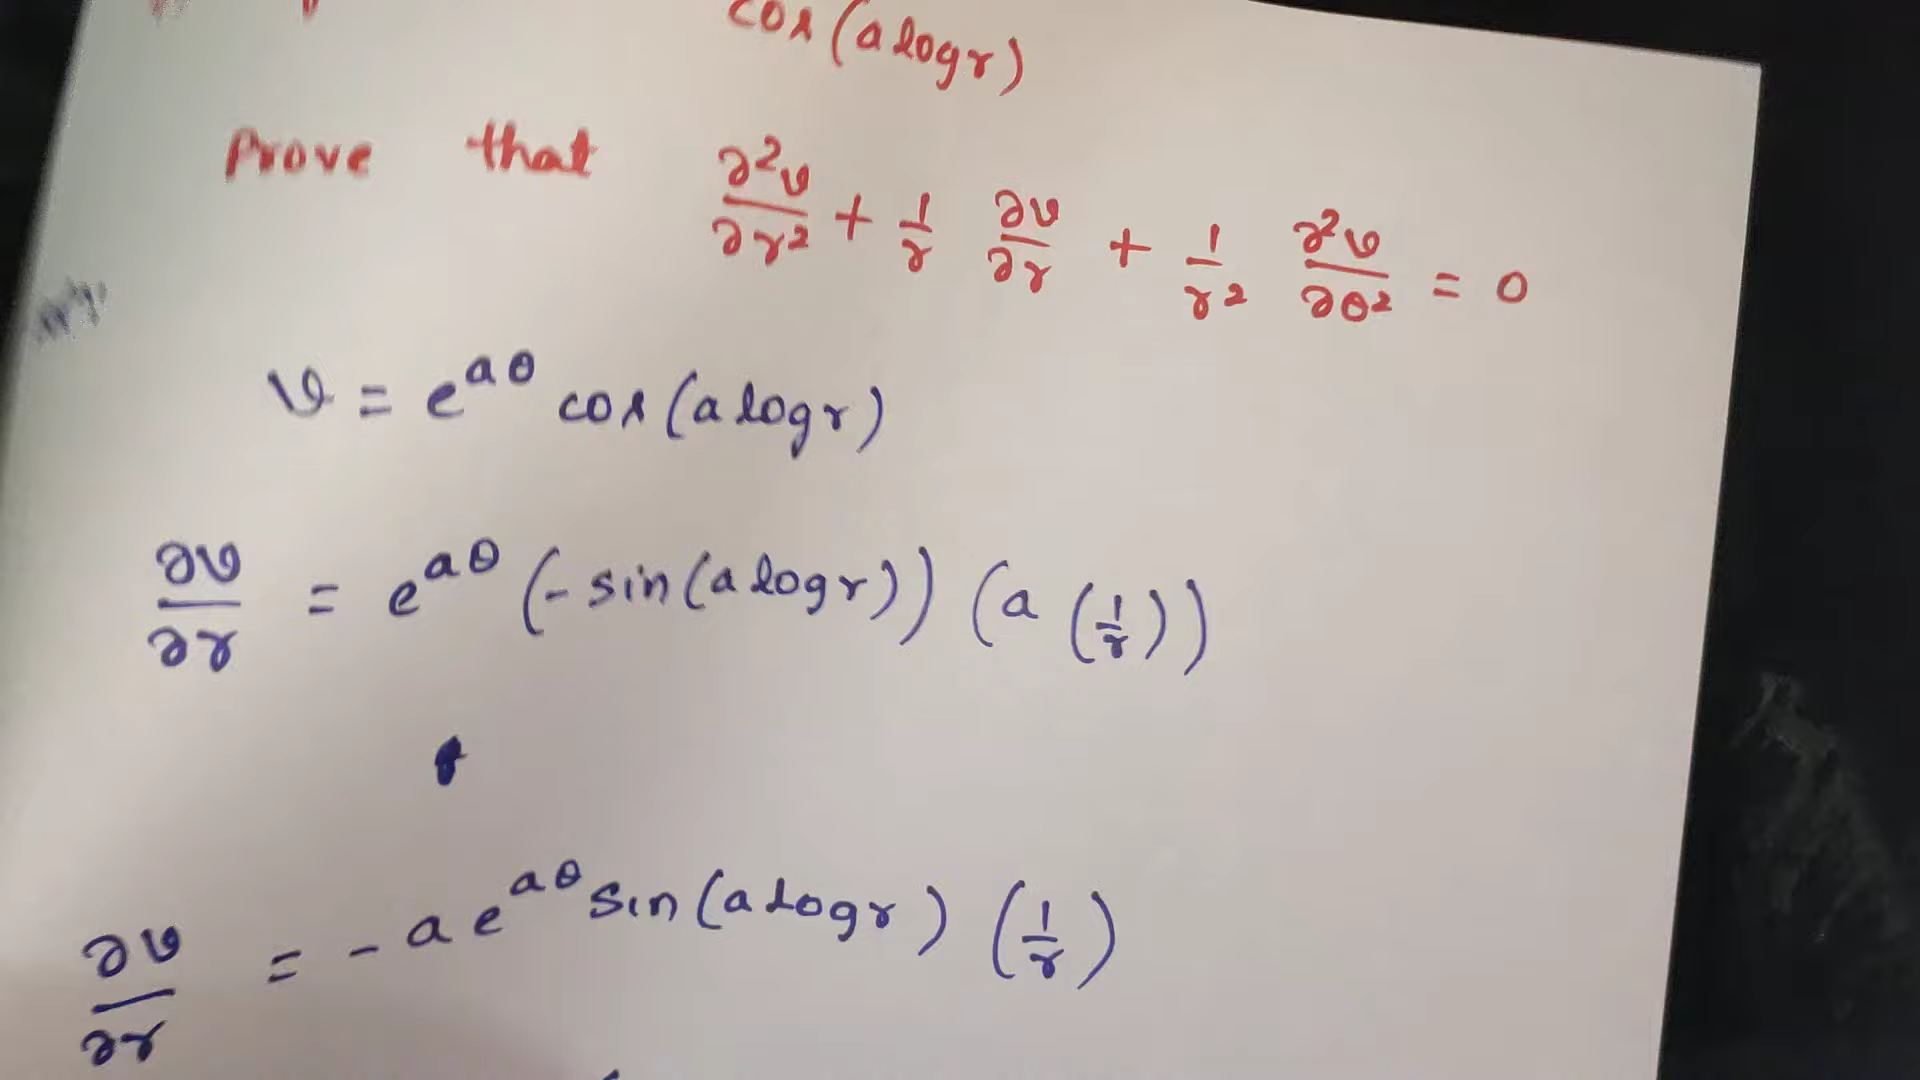 cos(a log r)
Prove that ∂²v/∂r² + 1/r ∂v/∂r + 1/r² ∂²v/∂θ² = 0
v = e^{aθ} cos(a log r)
∂v/∂r = e^{aθ} (-sin(a log r)) (a (1/r))
∂v/∂r = -a e^{aθ} sin(a log r) (1/r)